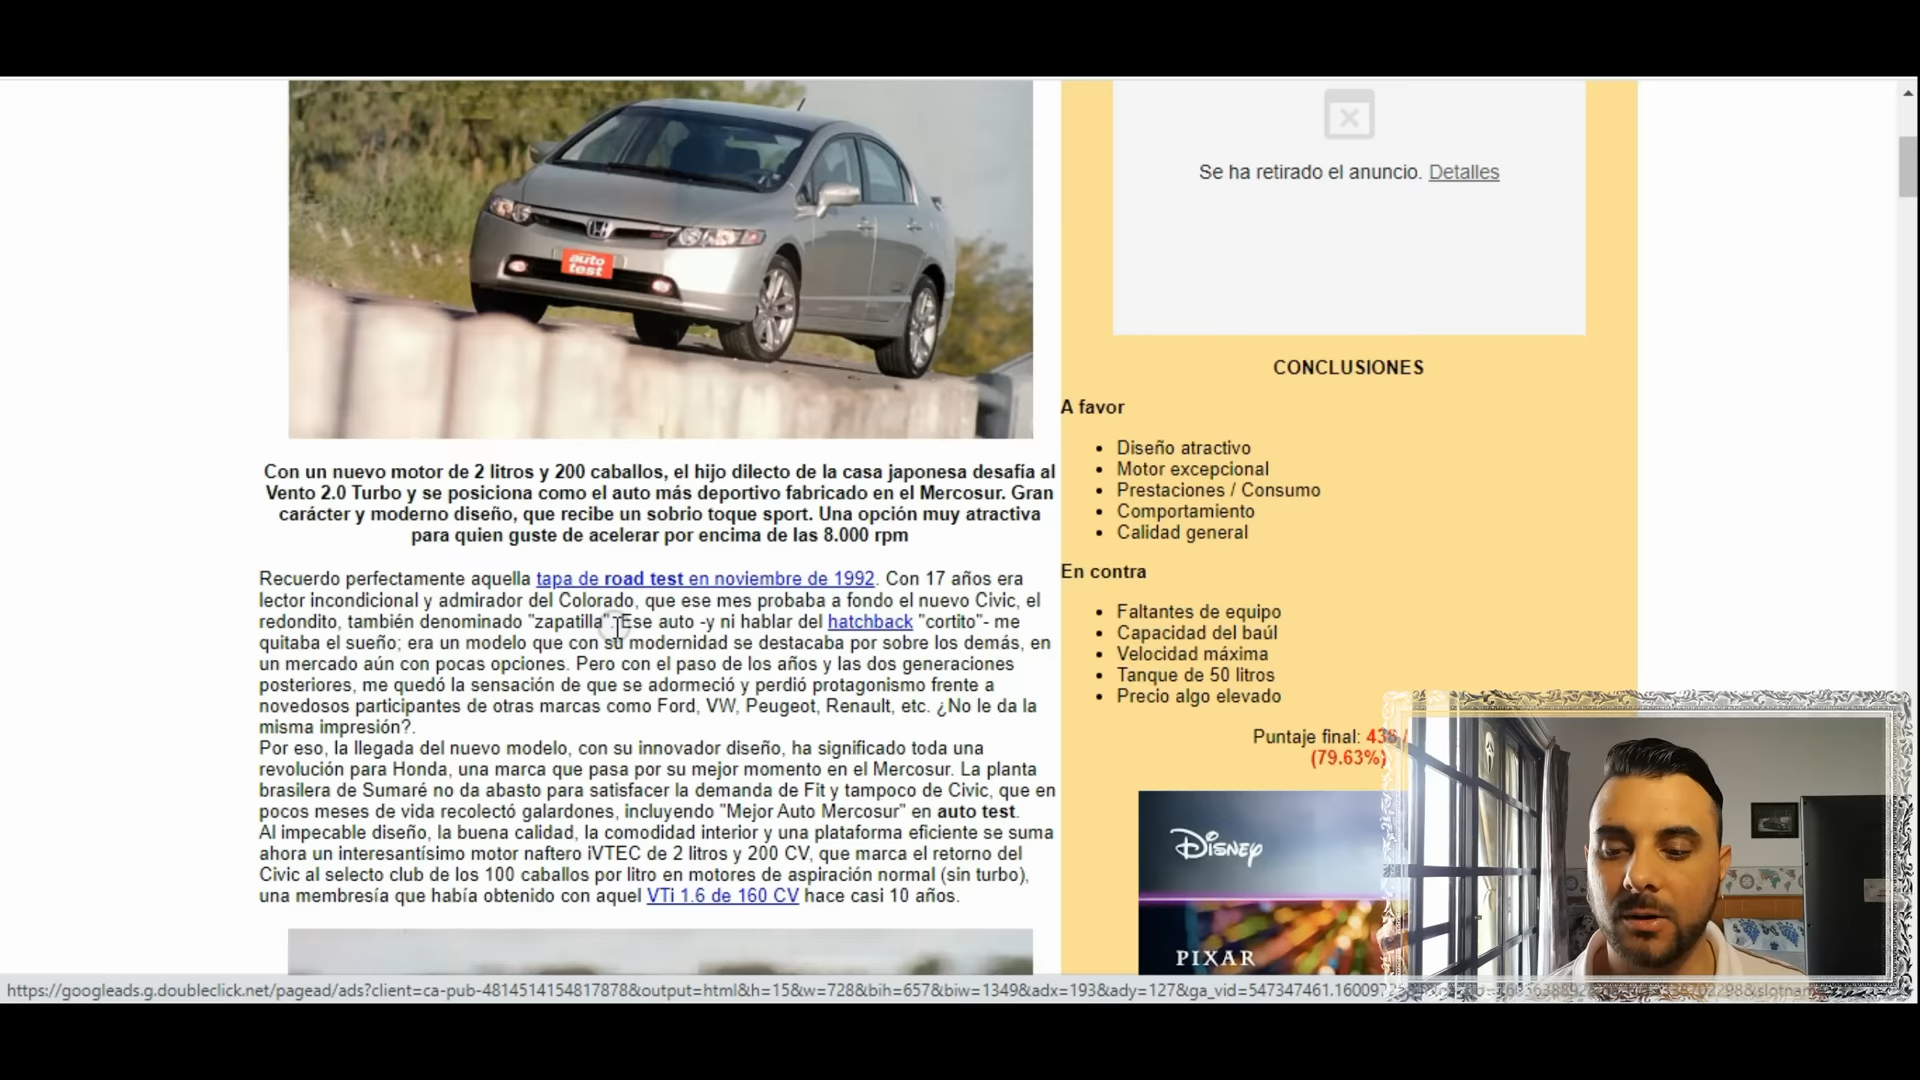 auto
test
Con un nuevo motor de 2 litros y 200 caballos, el hijo dilecto de la casa japonesa desafía al
Vento 2.0 Turbo y se posiciona como el auto más deportivo fabricado en el Mercosur. Gran
carácter y moderno diseño, que recibe un sobrio toque sport. Una opción muy atractiva
para quien guste de acelerar por encima de las 8.000 rpm
Recuerdo perfectamente aquella tapa de road test en noviembre de 1992. Con 17 años era
lector incondicional y admirador del Colorado, que ese mes probaba a fondo el nuevo Civic, el
redondito, también denominado "zapatilla". Ese auto -y ni hablar del hatchback "cortito"- me
quitaba el sueño; era un modelo que con su modernidad se destacaba por sobre los demás, en
un mercado aún con pocas opciones. Pero con el paso de los años y las dos generaciones
posteriores, me quedó la sensación de que se adormeció y perdió protagonismo frente a
novedosos participantes de otras marcas como Ford, VW, Peugeot, Renault, etc. ¿No le da la
misma impresión?.
Por eso, la llegada del nuevo modelo, con su innovador diseño, ha significado toda una
revolución para Honda, una marca que pasa por su mejor momento en el Mercosur. La planta
brasilera de Sumaré no da abasto para satisfacer la demanda de Fit y tampoco de Civic, que en
pocos meses de vida recolectó galardones, incluyendo "Mejor Auto Mercosur" en auto test.
Al impecable diseño, la buena calidad, la comodidad interior y una plataforma eficiente se suma
ahora un interesantísimo motor naftero iVTEC de 2 litros y 200 CV, que marca el retorno del
Civic al selecto club de los 100 caballos por litro en motores de aspiración normal (sin turbo),
una membresía que había obtenido con aquel VTi 1.6 de 160 CV hace casi 10 años.
Se ha retirado el anuncio. Detalles
CONCLUSIONES
A favor
• Diseño atractivo
• Motor excepcional
• Prestaciones / Consumo
• Comportamiento
• Calidad general
En contra
• Faltantes de equipo
• Capacidad del baúl
• Velocidad máxima
• Tanque de 50 litros
• Precio algo elevado
Puntaje final:
(79.63%)
DISNEY
PIXAR
https://googleads.g.doubleclick.net/pagead/ads?client=ca-pub-4814514154817878&output=html&h=15&w=728&bih=657&biw=1349&adx=193&ady=127&ga_vid=547347461.16009